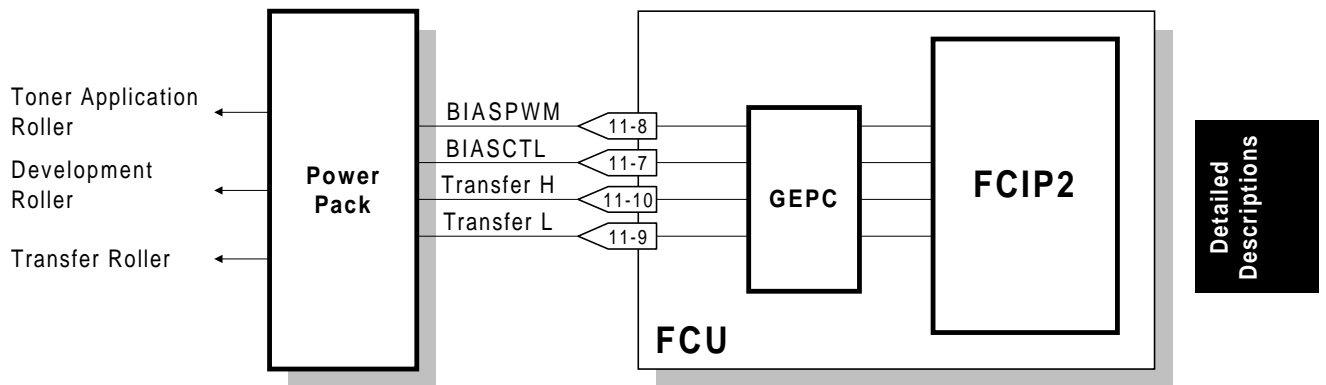 Toner Application
Roller
Development
Roller
Transfer Roller
Power
Pack
BIASPWM
11-8
BIASCTL
11-7
Transfer H
11-10
Transfer L
11-9
GEPC
FCIP2
FCU
Detailed
Descriptions